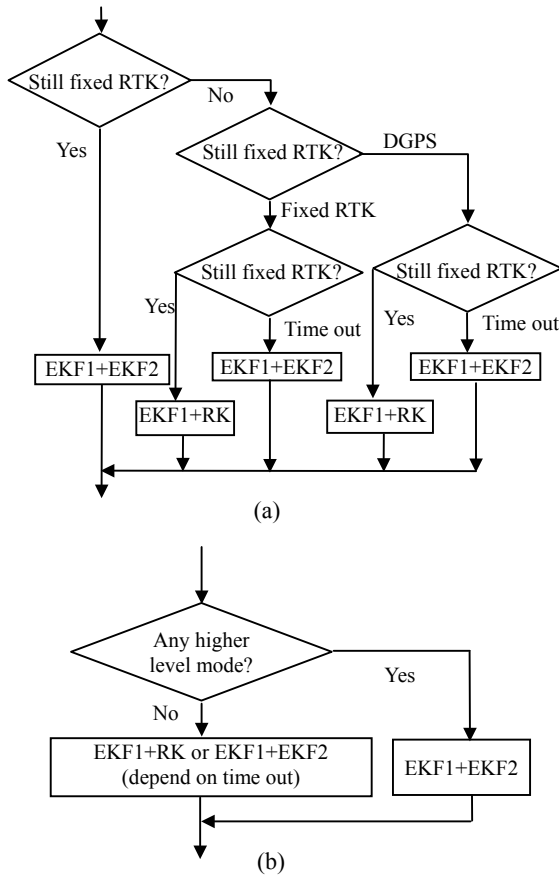 Still fixed RTK?
No
Yes
Still fixed RTK?
DGPS
Fixed RTK
Still fixed RTK?
Still fixed RTK?
Yes
Time out
Yes
Time out
EKF1+EKF2
EKF1+EKF2
EKF1+EKF2
EKF1+RK
EKF1+RK
(a)
Any higher
level mode?
Yes
No
EKF1+RK or EKF1+EKF2
(depend on time out)
EKF1+EKF2
(b)